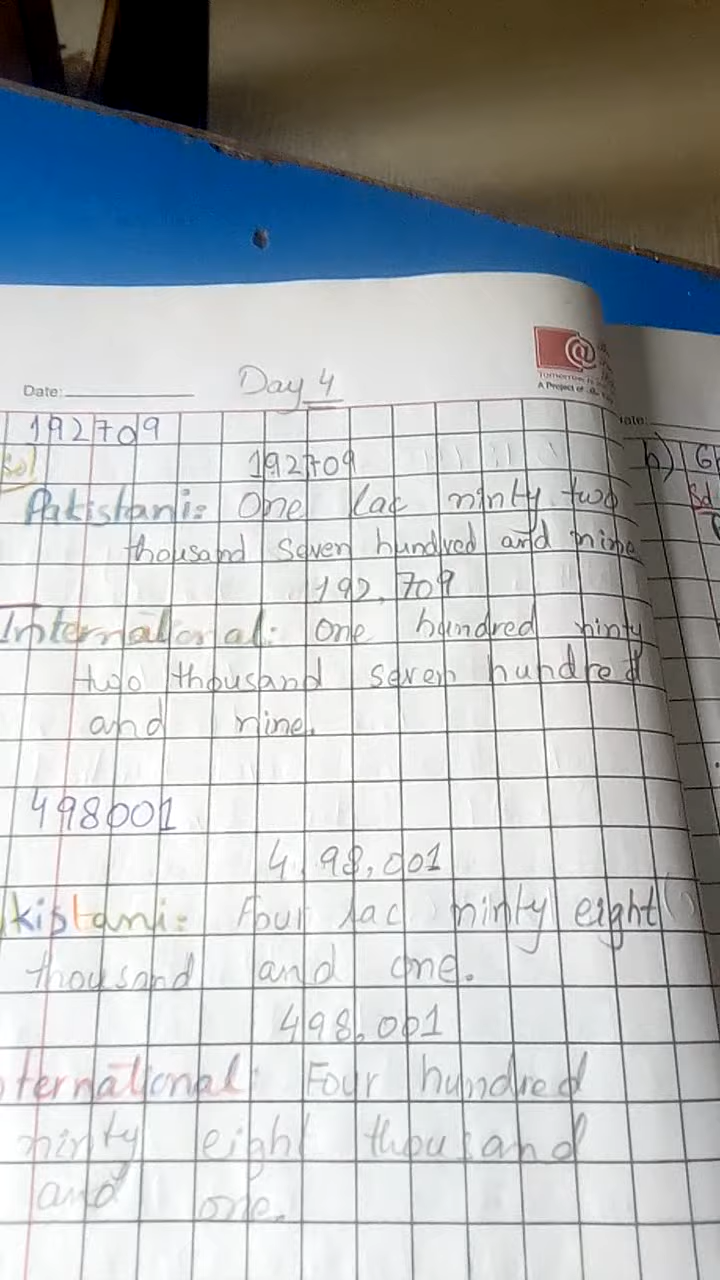 Day 4
Date:
192709
Sol
192709
Pakistani: One lac ninty two
thousand seven hundred and nine
192,709
International: One hundred ninty
two thousand seven hundred
and nine.
498001
4,98,001
kistani: Four lac ninty eight
thousand and one.
498,001
ternational: Four hundred
ninty eight thousand
and one.
@
A Project of
h)